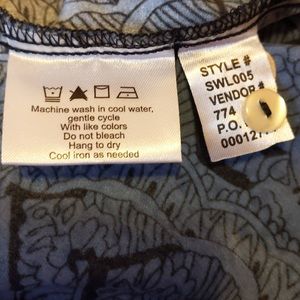 Machine wash in cool water,
gentle cycle
With like colors
Do not bleach
Hang to dry
Cool iron as needed
STYLE #
SWL005
VENDOR #
774
P.O.